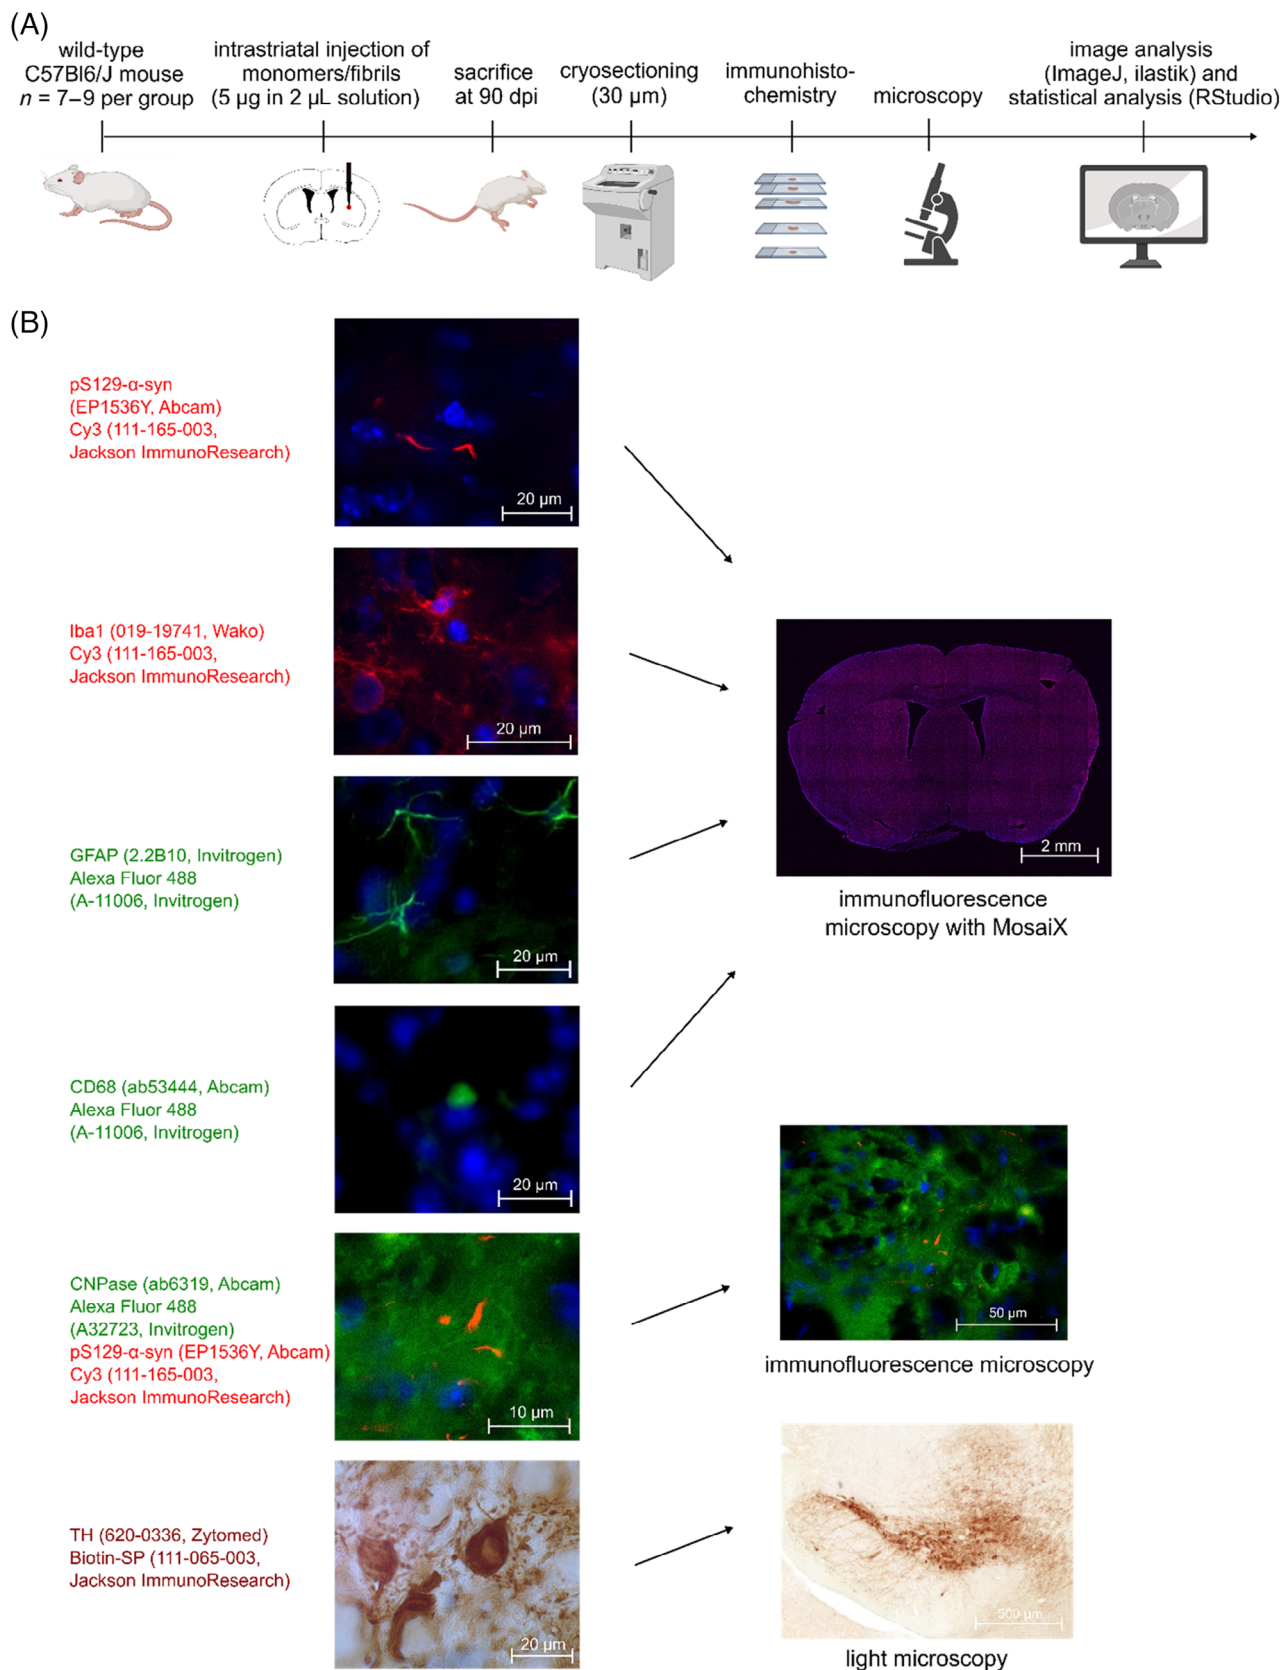 (A)
wild-type
C57Bl6/J mouse
n = 7–9 per group
intrastriatal injection of
monomers/fibrils
(5 µg in 2 µL solution)
sacrifice
at 90 dpi
cryosectioning
(30 µm)
immunohisto-
chemistry
microscopy
image analysis
(ImageJ, ilastik) and
statistical analysis (RStudio)
(B)
pS129-α-syn
(EP1536Y, Abcam)
Cy3 (111-165-003,
Jackson ImmunoResearch)
20 µm
Iba1 (019-19741, Wako)
Cy3 (111-165-003,
Jackson ImmunoResearch)
20 µm
GFAP (2.2B10, Invitrogen)
Alexa Fluor 488
(A-11006, Invitrogen)
20 µm
2 mm
immunofluorescence
microscopy with MosaiX
CD68 (ab53444, Abcam)
Alexa Fluor 488
(A-11006, Invitrogen)
20 µm
CNPase (ab6319, Abcam)
Alexa Fluor 488
(A32723, Invitrogen)
pS129-α-syn (EP1536Y, Abcam)
Cy3 (111-165-003,
Jackson ImmunoResearch)
10 µm
50 µm
immunofluorescence microscopy
TH (620-0336, Zytomed)
Biotin-SP (111-065-003,
Jackson ImmunoResearch)
20 µm
500 µm
light microscopy